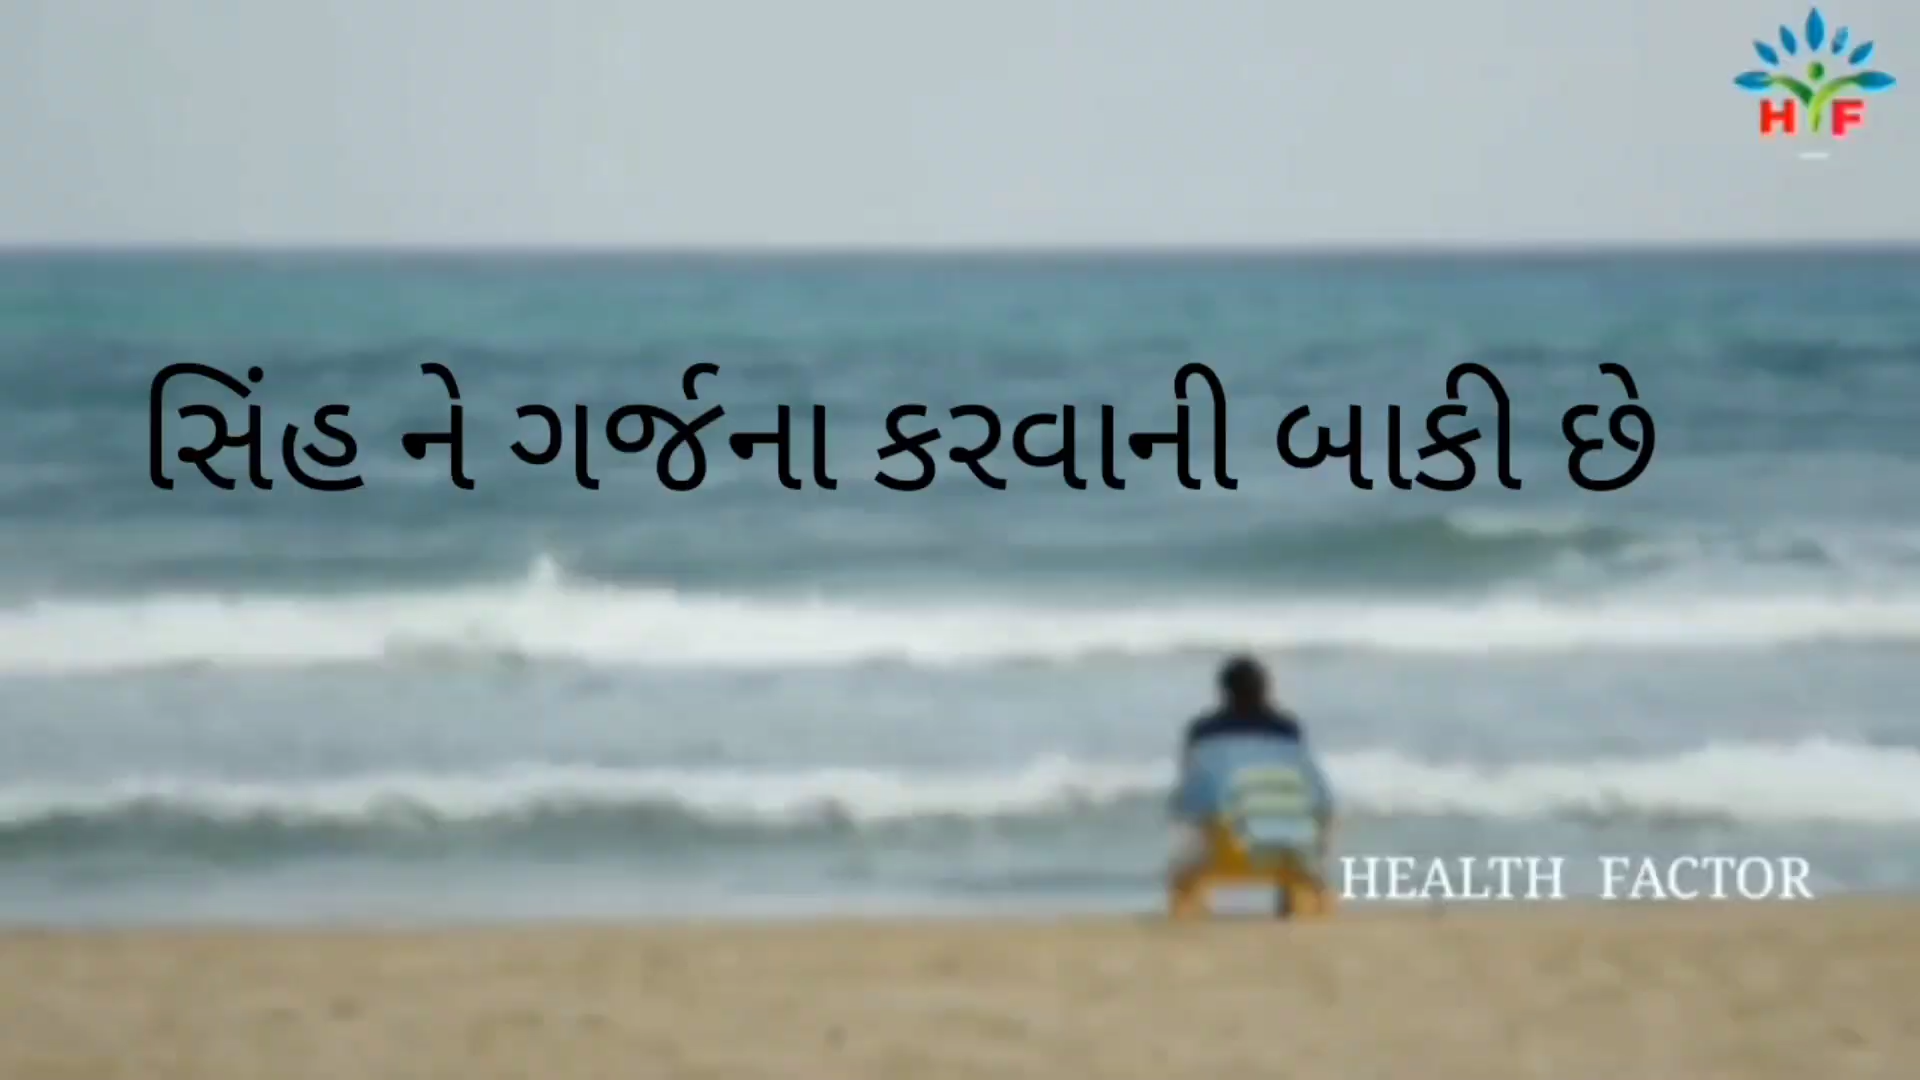 HF
સિંહ ને ગર્જના કરવાની બાકી છે
HEALTH FACTOR